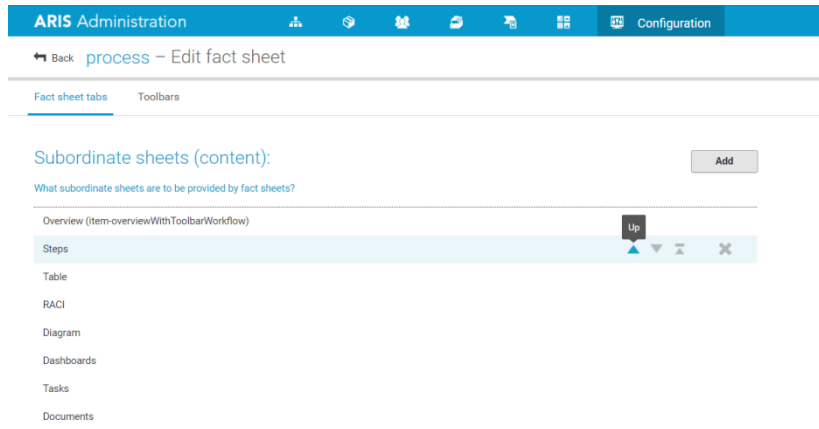 ARIS Administration
Configuration
Back process – Edit fact sheet
Fact sheet tabs Toolbars
Subordinate sheets (content):
Add
What subordinate sheets are to be provided by fact sheets?
Overview (item-overviewWithToolbarWorkflow)
Up
Steps
Table
RACI
Diagram
Dashboards
Tasks
Documents